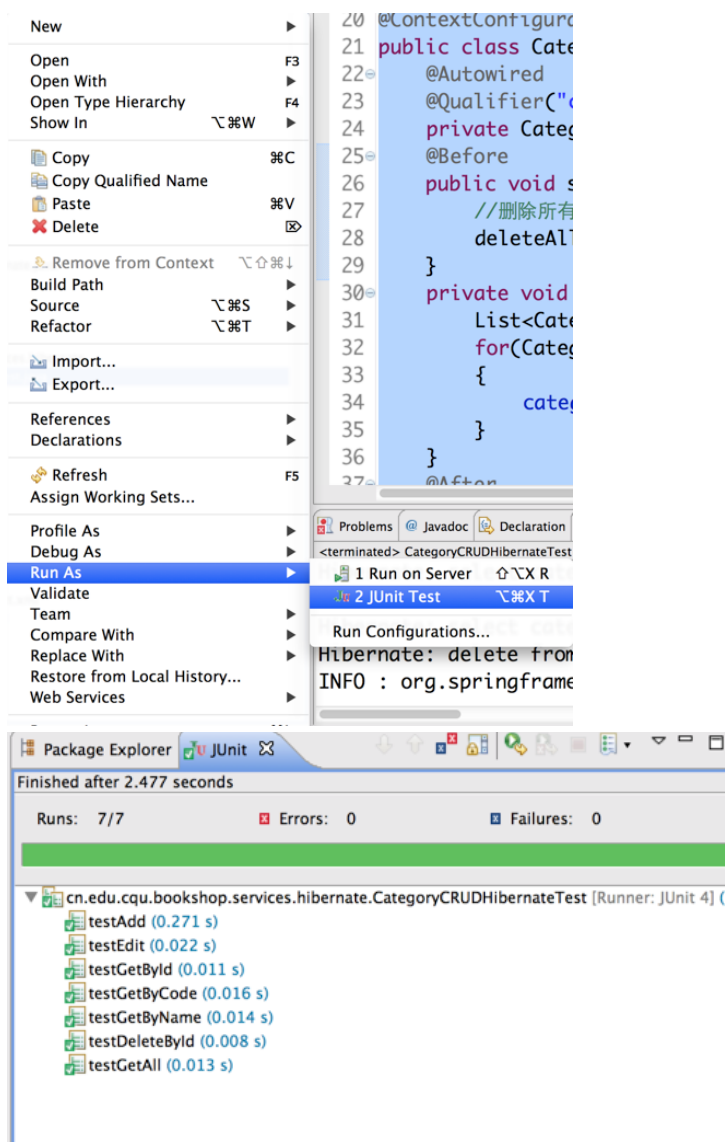 New
Open F3
Open With
Open Type Hierarchy F4
Show In ⌥⌘W
Copy ⌘C
Copy Qualified Name
Paste ⌘V
Delete ⌦
Remove from Context ⌥⇧⌘↓
Build Path
Source ⌥⌘S
Refactor ⌥⌘T
Import...
Export...
References
Declarations
Refresh F5
Assign Working Sets...
Profile As
Debug As
Run As
Validate
Team
Compare With
Replace With
Restore from Local History...
Web Services
20 @ContextConfigura
21 public class Cate
22 @Autowired
23 @Qualifier("c
24 private Categ
25 @Before
26 public void s
27 //删除所有
28 deleteAll
29 }
30 private void
31 List<Cate
32 for(Categ
33 {
34 categ
35 }
36 }
37 @After
Problems @ Javadoc Declaration
<terminated> CategoryCRUDHibernateTest
1 Run on Server ⇧⌥X R
2 JUnit Test ⌥⌘X T
Run Configurations...
Hibernate: delete from
INFO : org.springframe
Package Explorer JUnit
Finished after 2.477 seconds
Runs: 7/7 Errors: 0 Failures: 0
cn.edu.cqu.bookshop.services.hibernate.CategoryCRUDHibernateTest [Runner: JUnit 4] (
testAdd (0.271 s)
testEdit (0.022 s)
testGetById (0.011 s)
testGetByCode (0.016 s)
testGetByName (0.014 s)
testDeleteById (0.008 s)
testGetAll (0.013 s)